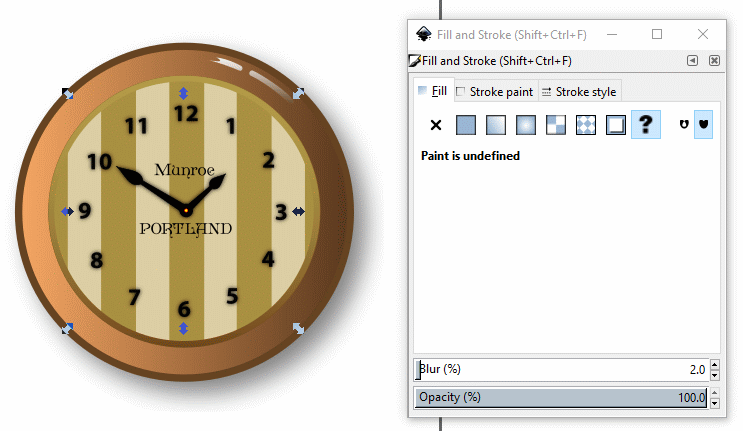 12
11 1
10 2
Munroe
9 3
PORTLAND
8 4
7 5
6
Fill and Stroke (Shift+Ctrl+F)
Fill and Stroke (Shift+Ctrl+F)
Fill Stroke paint Stroke style
?
Paint is undefined
Blur (%) 2.0
Opacity (%) 100.0